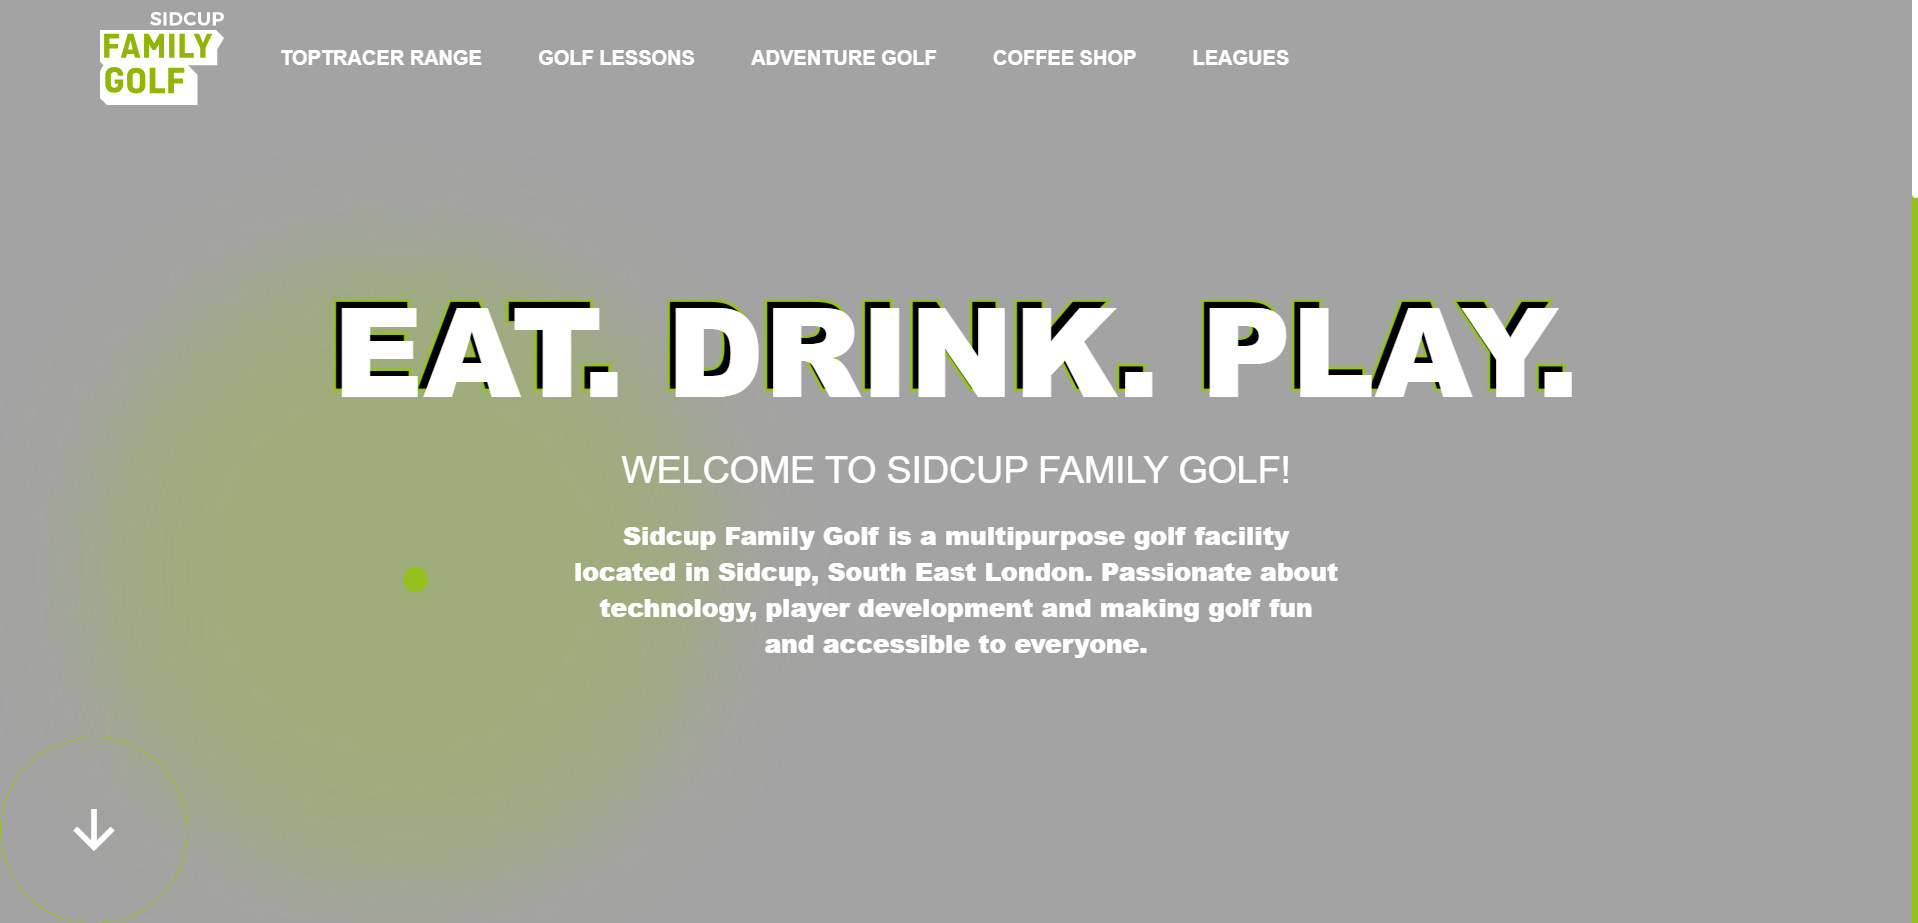 SIDCUP
FAMILY
GOLF
TOPTRACER RANGE
GOLF LESSONS
ADVENTURE GOLF
COFFEE SHOP
LEAGUES
EAT. DRINK. PLAY.
WELCOME TO SIDCUP FAMILY GOLF!
Sidcup Family Golf is a multipurpose golf facility
located in Sidcup, South East London. Passionate about
technology, player development and making golf fun
and accessible to everyone.